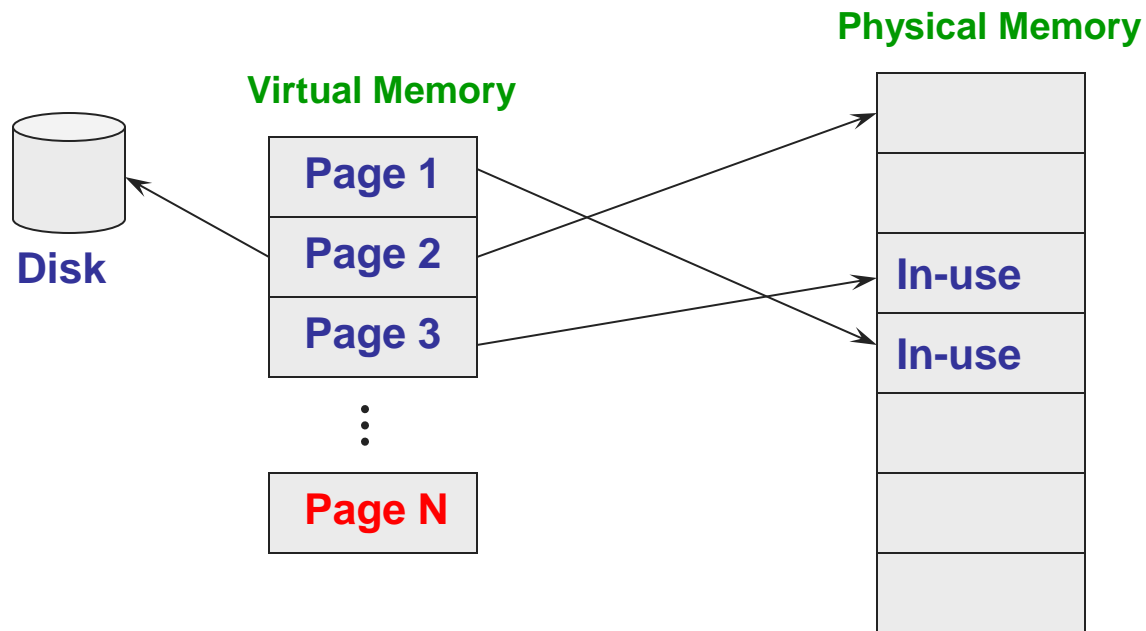 Physical Memory
Virtual Memory
Disk
Page 1
Page 2
Page 3
Page N
In-use
In-use